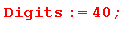 Digits := 40;